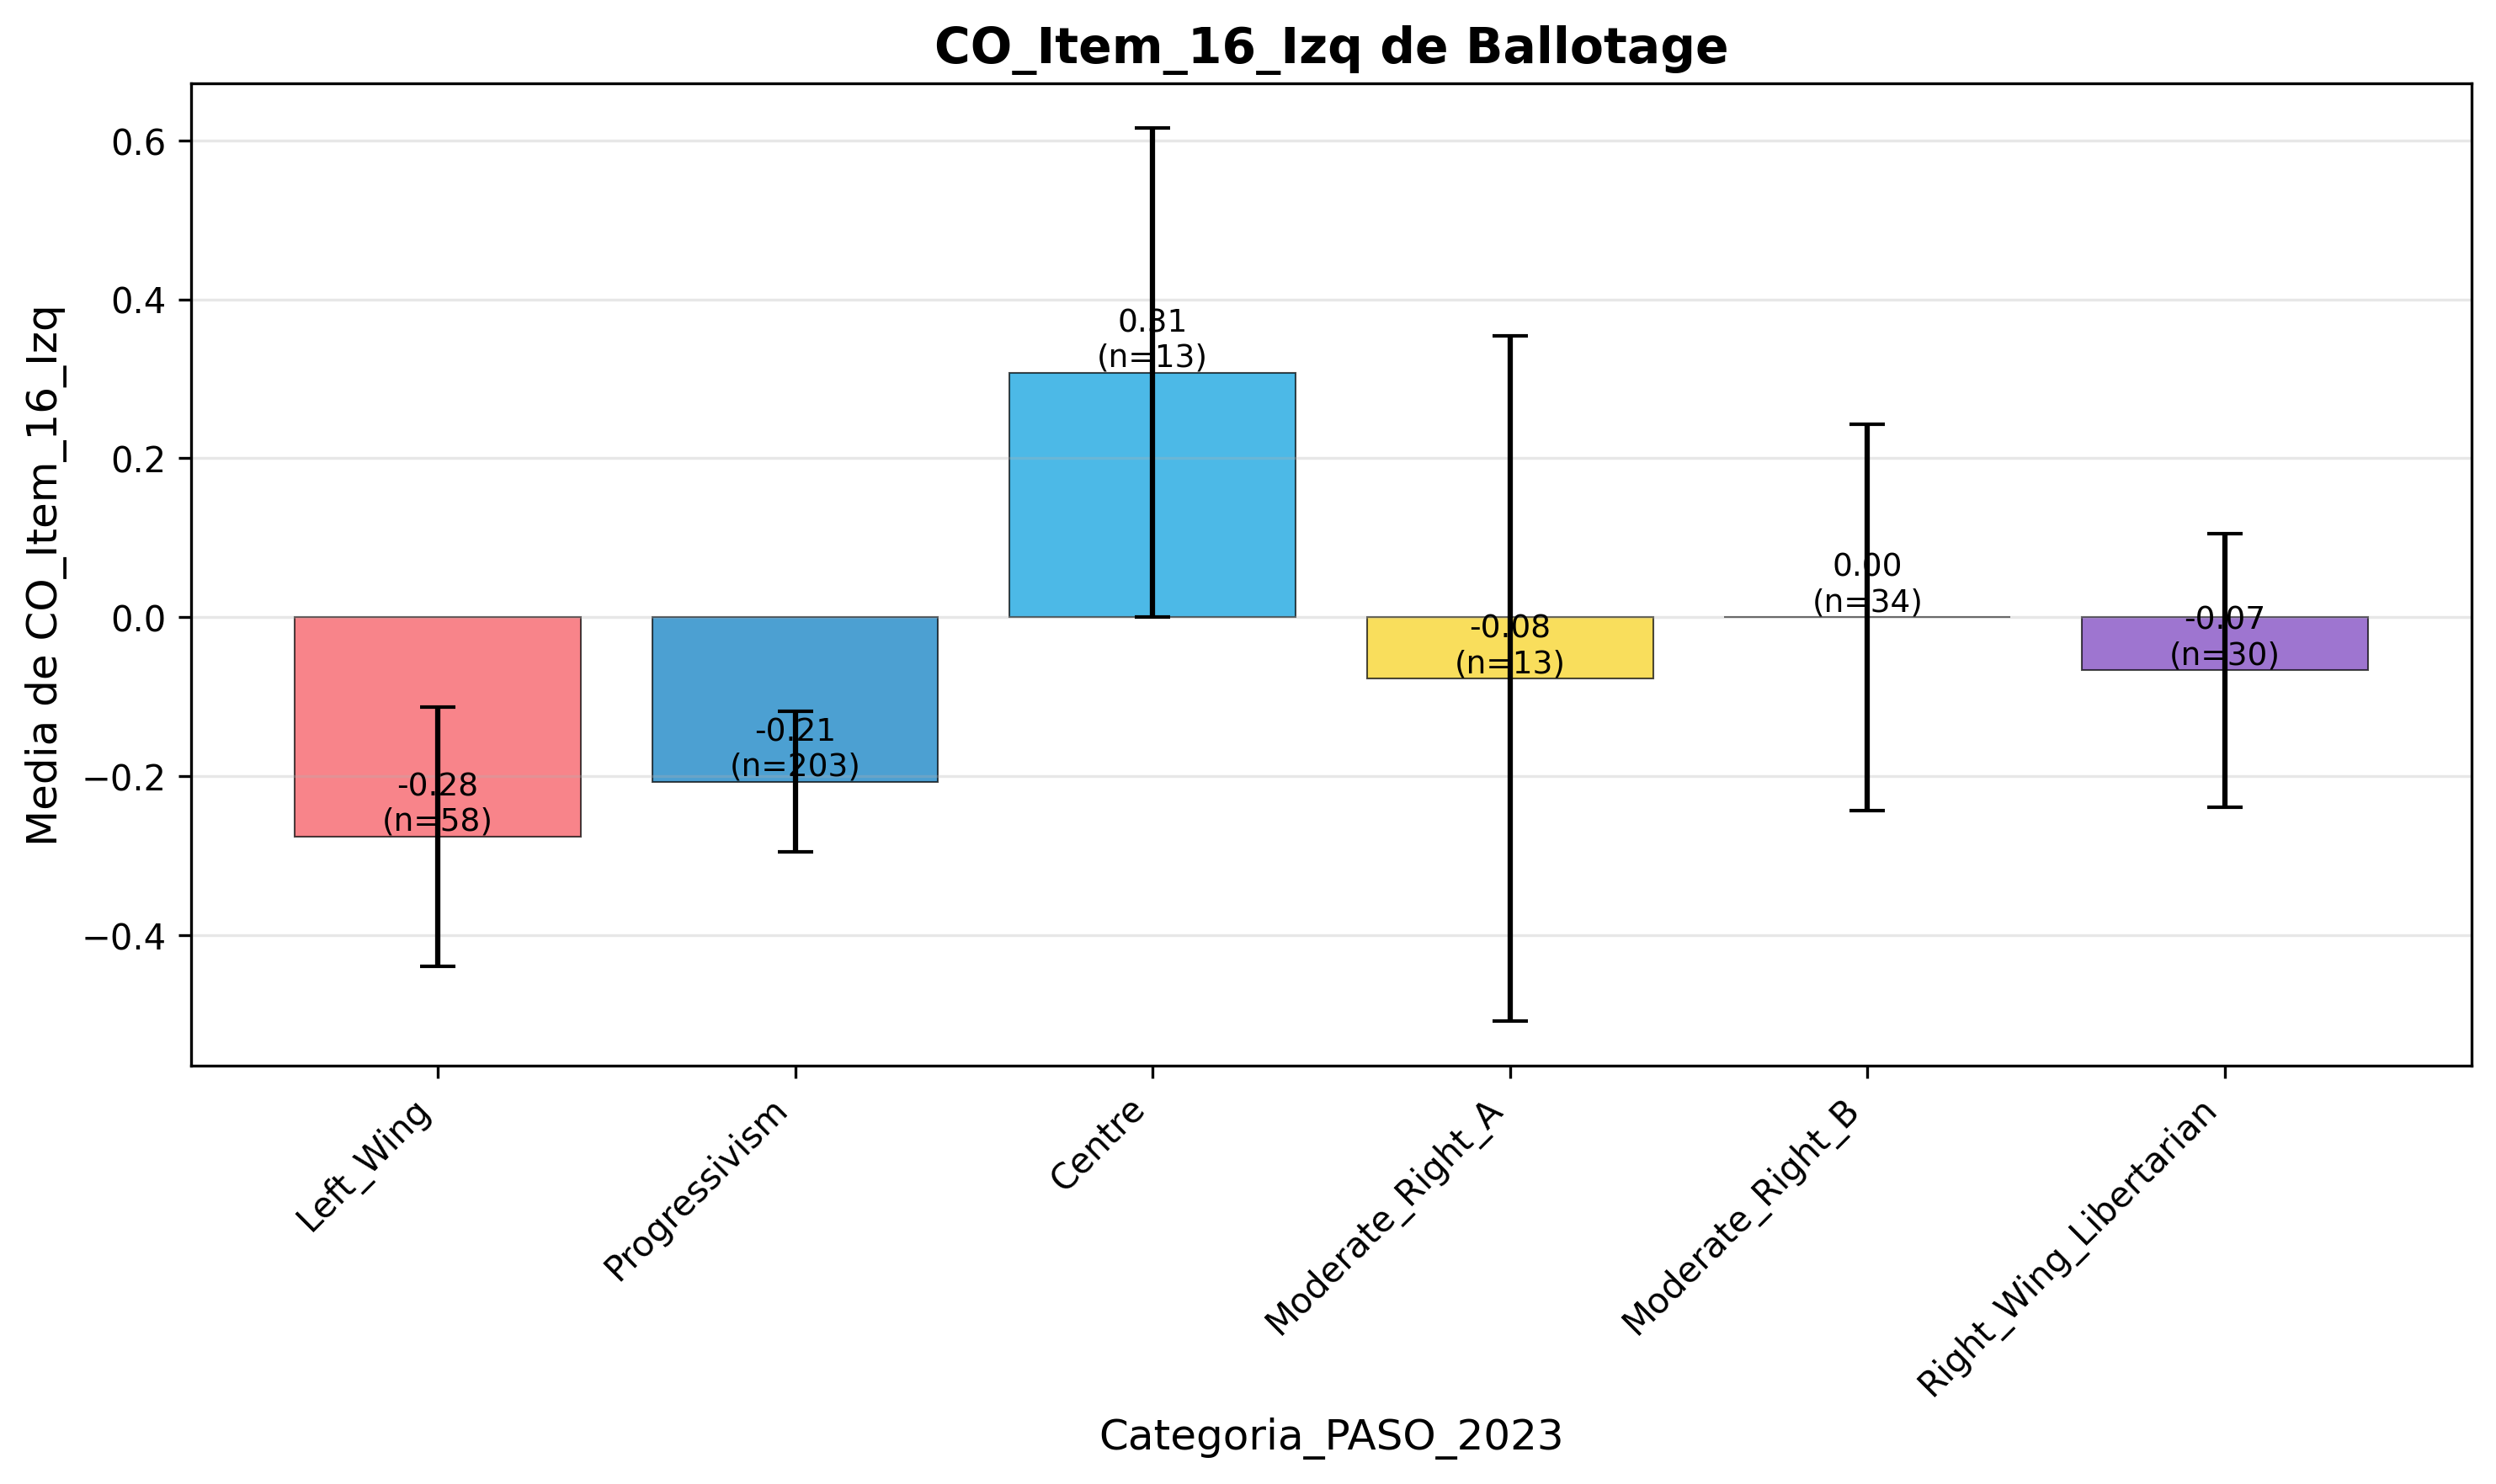 CO_Item_16_Izq de Ballotage
Media de CO_Item_16_Izq
0.6
0.4
0.2
0.0
−0.2
−0.4
-0.28
(n=58)
-0.21
(n=203)
0.31
(n=13)
-0.08
(n=13)
0.00
(n=34)
-0.07
(n=30)
Left_Wing
Progressivism
Centre
Moderate_Right_A
Moderate_Right_B
Right_Wing_Libertarian
Categoria_PASO_2023